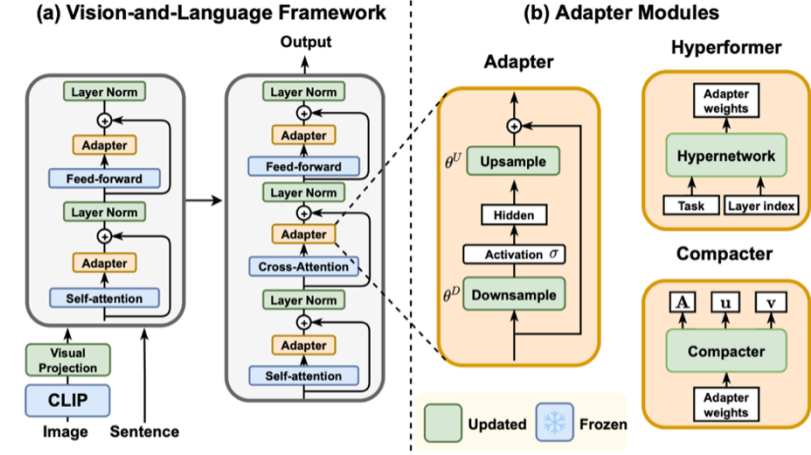 (a) Vision-and-Language Framework
Output
Layer Norm
Adapter
Feed-forward
Layer Norm
Adapter
Self-attention
Visual
Projection
CLIP
Image
Sentence
Layer Norm
Adapter
Feed-forward
Layer Norm
Adapter
Cross-Attention
Layer Norm
Adapter
Self-attention
(b) Adapter Modules
Adapter
θᵁ Upsample
Hidden
Activation σ
θᴰ Downsample
Updated
Frozen
Hyperformer
Adapter
weights
Hypernetwork
Task
Layer index
Compacter
A u v
Compacter
Adapter
weights